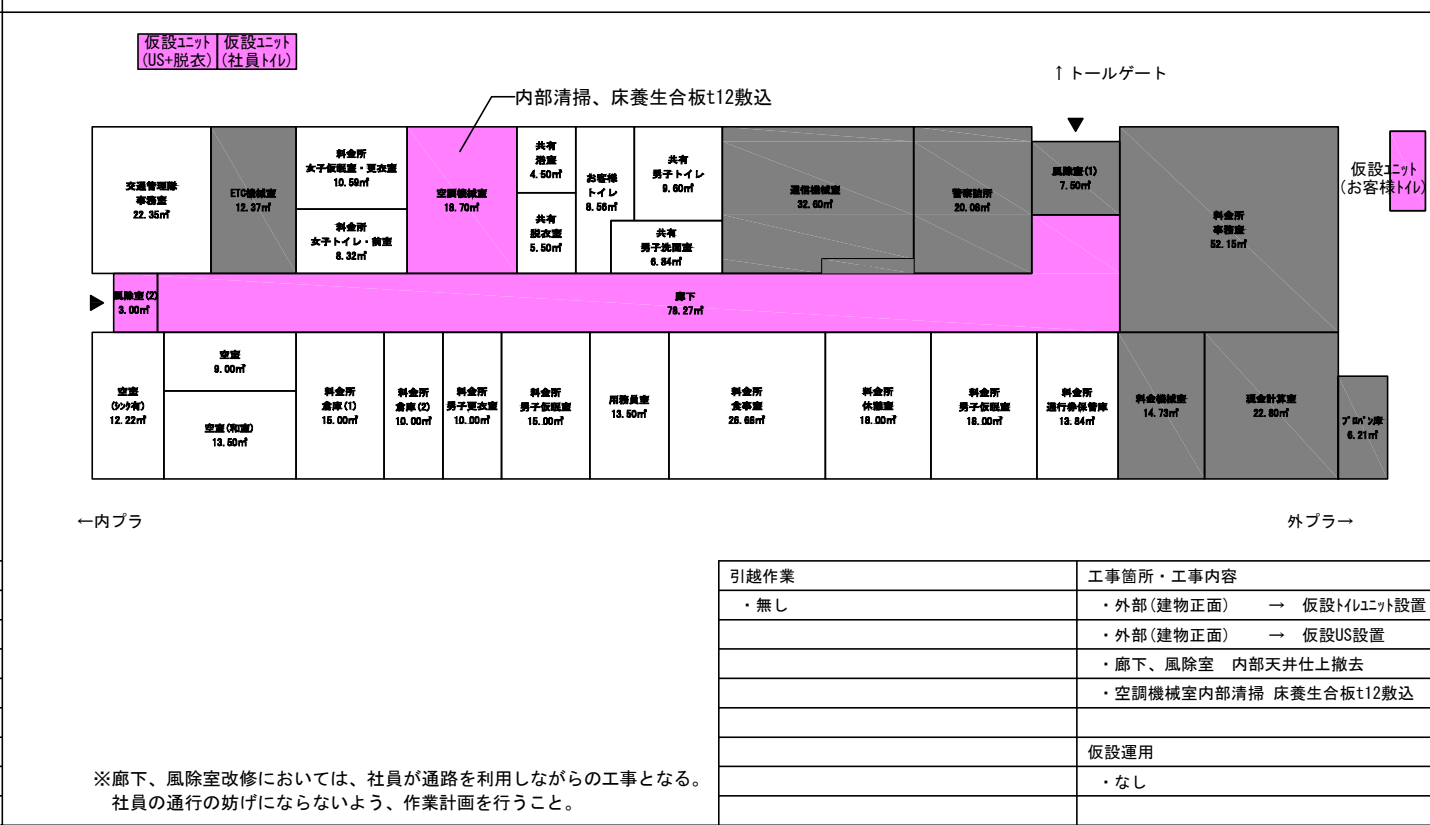 仮設ユニット
(US+脱衣)
仮設ユニット
(社員トイレ)
↑トールゲート
内部清掃、床養生合板t12敷込
仮設ユニット
(お客様トイレ)
交通管理隊
事務室
22.35㎡
ETC機械室
12.37㎡
料金所
女子仮眠室・更衣室
10.59㎡
料金所
女子トイレ・前室
8.32㎡
空調機械室
18.70㎡
共有
浴室
4.50㎡
共有
脱衣室
5.50㎡
お客様
トイレ
8.56㎡
共有
男子トイレ
9.60㎡
共有
男子洗面室
6.84㎡
通信機械室
32.60㎡
警察詰所
20.08㎡
風除室(1)
7.50㎡
料金所
事務室
52.15㎡
風除室(2)
3.00㎡
廊下
78.27㎡
空室
(シンク有)
12.22㎡
空室
9.00㎡
空室(和室)
13.50㎡
料金所
倉庫(1)
15.00㎡
料金所
倉庫(2)
10.00㎡
料金所
男子更衣室
10.00㎡
料金所
男子仮眠室
15.00㎡
用務員室
13.50㎡
料金所
食事室
26.66㎡
料金所
休憩室
18.00㎡
料金所
男子仮眠室
18.00㎡
料金所
通行券保管庫
13.84㎡
料金機械室
14.73㎡
現金計算室
22.80㎡
プロパン庫
6.21㎡
←内プラ
外プラ→
引越作業
工事箇所・工事内容
・無し
・外部(建物正面) → 仮設トイレユニット設置
・外部(建物正面) → 仮設US設置
・廊下、風除室 内部天井仕上撤去
・空調機械室内部清掃 床養生合板t12敷込
仮設運用
・なし
※廊下、風除室改修においては、社員が通路を利用しながらの工事となる。
社員の通行の妨げにならないよう、作業計画を行うこと。